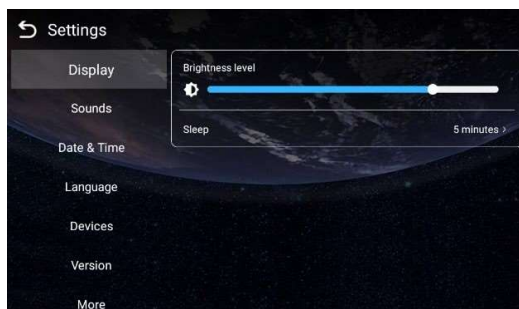 Settings
Display
Sounds
Date & Time
Language
Devices
Version
More
Brightness level
Sleep
5 minutes >